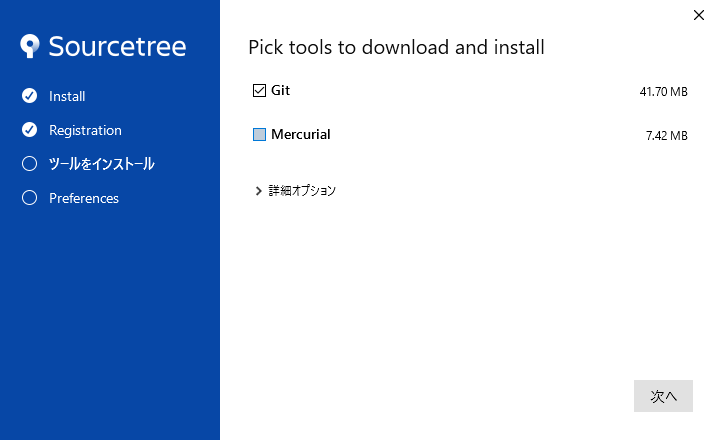 Sourcetree
Install
Registration
ツールをインストール
Preferences
Pick tools to download and install
Git 41.70 MB
Mercurial 7.42 MB
詳細オプション
次へ